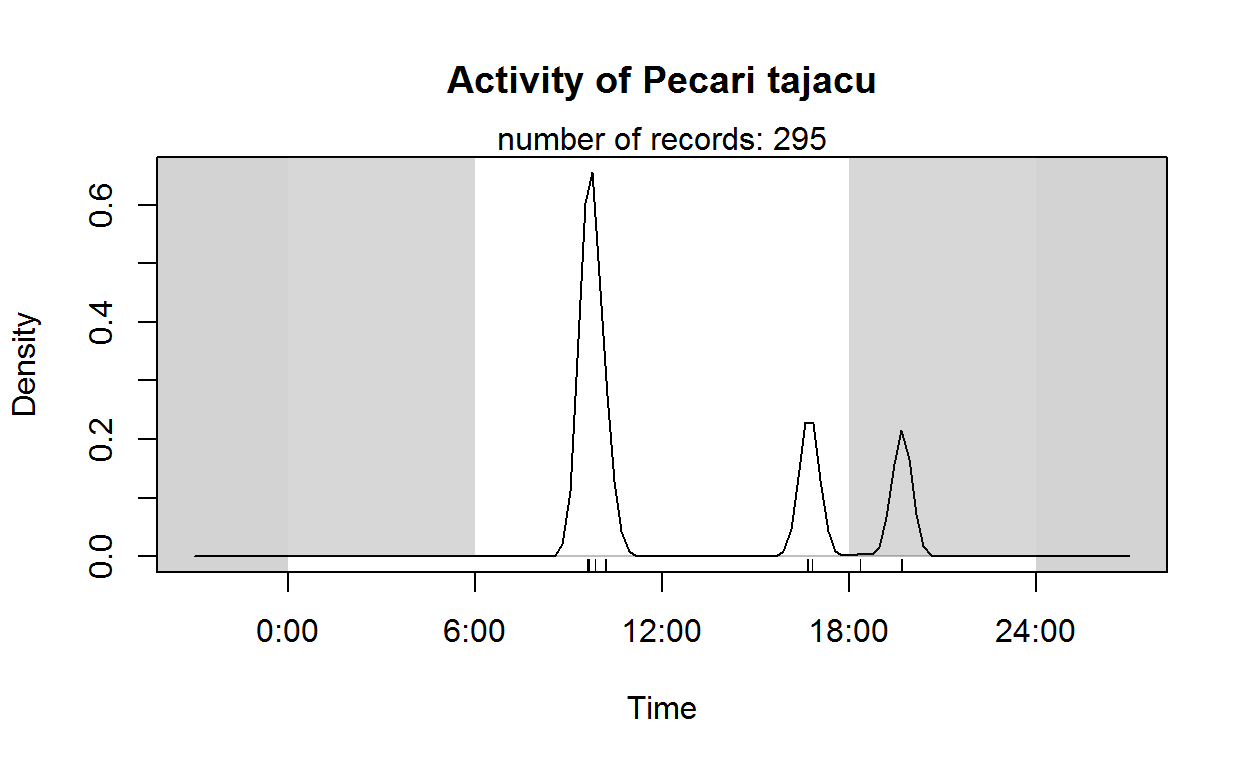 Activity of Pecari tajacu
number of records: 295
Density
0.6
0.4
0.2
0.0
0:00 6:00 12:00 18:00 24:00
Time